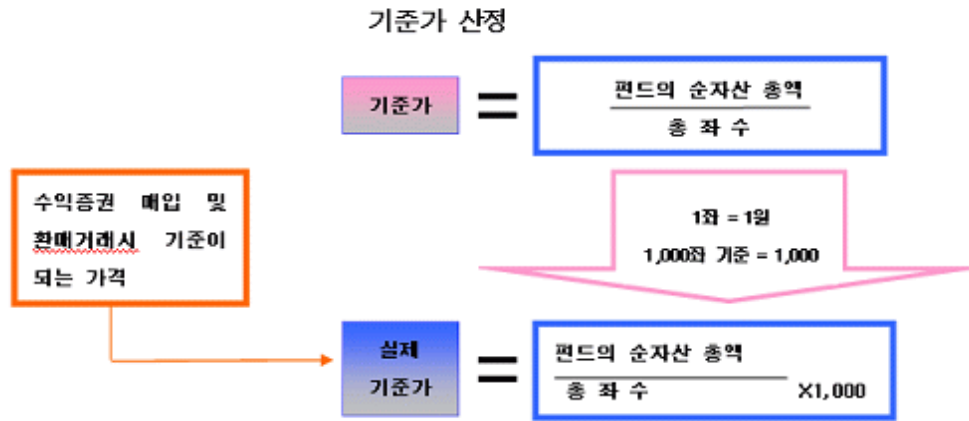 기준가 산정
기준가
=
펀드의 순자산 총액
총 좌 수
수익증권 매입 및
환매거래시 기준이
되는 가격
1좌 = 1원
1,000좌 기준 = 1,000
실제
기준가
=
펀드의 순자산 총액
총 좌 수 X1,000